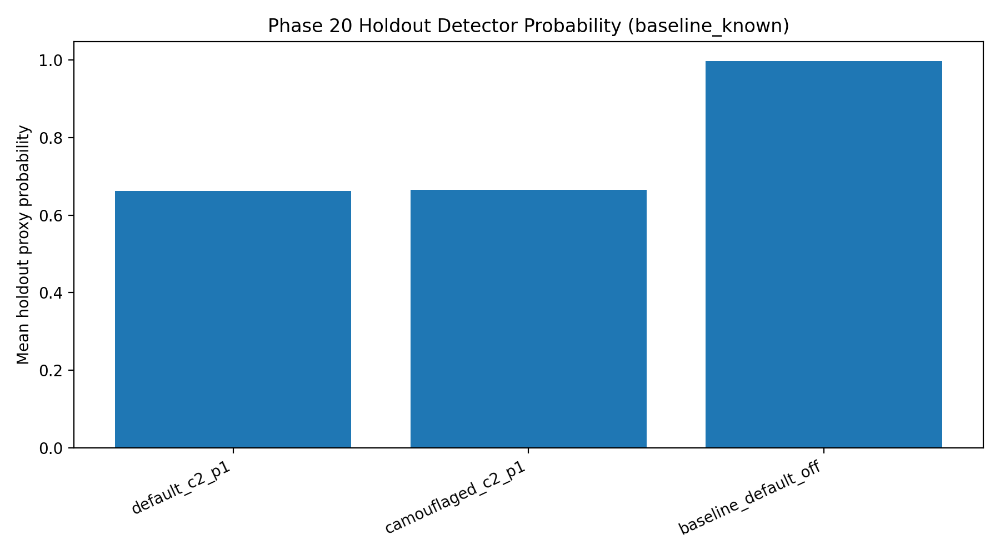 Phase 20 Holdout Detector Probability (baseline_known)
Mean holdout proxy probability
1.0
0.8
0.6
0.4
0.2
0.0
default_c2_p1
camouflaged_c2_p1
baseline_default_off